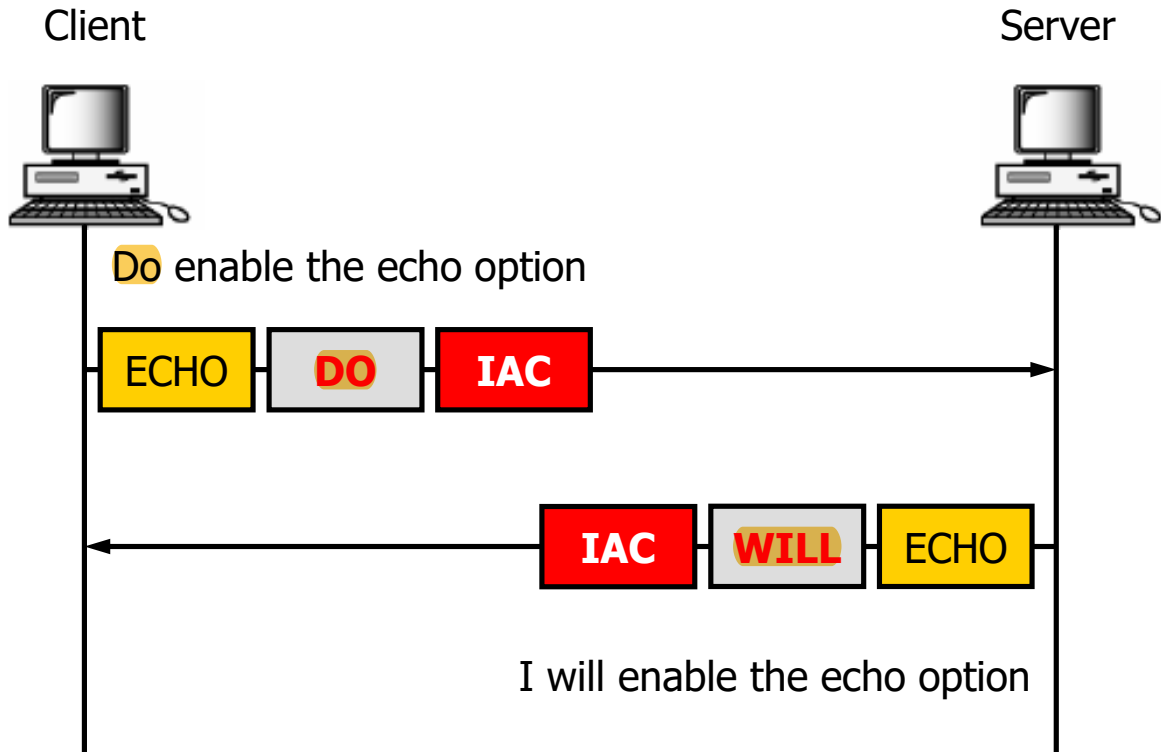 Client Server
Do enable the echo option
ECHO DO IAC
IAC WILL ECHO
I will enable the echo option